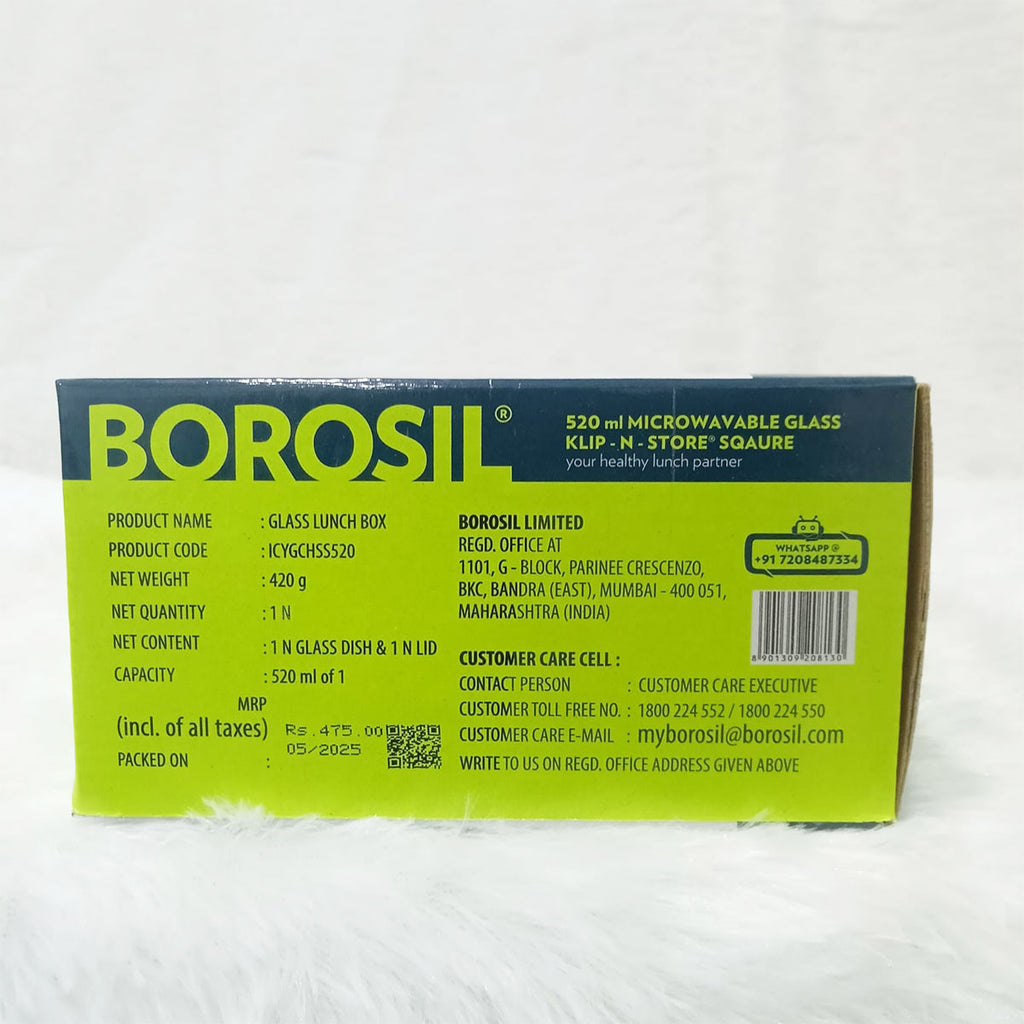 BOROSIL®
520 ml MICROWAVABLE GLASS
KLIP - N - STORE® SQAURE
your healthy lunch partner
PRODUCT NAME : GLASS LUNCH BOX
PRODUCT CODE : ICYGCHSS520
NET WEIGHT : 420 g
NET QUANTITY : 1 N
NET CONTENT : 1 N GLASS DISH & 1 N LID
CAPACITY : 520 ml of 1
MRP
(incl. of all taxes) Rs.475.00
05/2025
PACKED ON :
BOROSIL LIMITED
REGD. OFFICE AT
1101, G - BLOCK, PARINEE CRESCENZO,
BKC, BANDRA (EAST), MUMBAI - 400 051,
MAHARASHTRA (INDIA)
WHATSAPP @
+91 7208487334
8 901309 208130
CUSTOMER CARE CELL :
CONTACT PERSON : CUSTOMER CARE EXECUTIVE
CUSTOMER TOLL FREE NO. : 1800 224 552 / 1800 224 550
CUSTOMER CARE E-MAIL : myborosil@borosil.com
WRITE TO US ON REGD. OFFICE ADDRESS GIVEN ABOVE